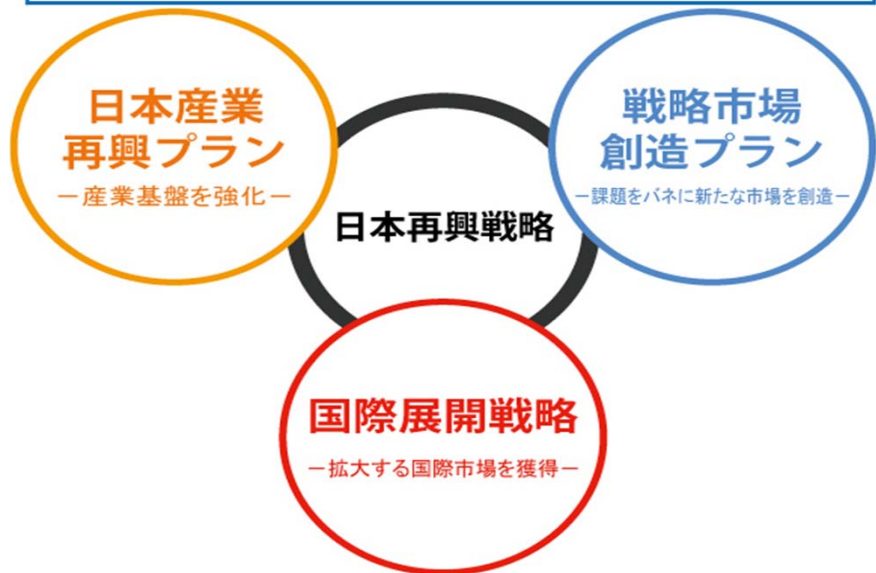 日本産業
再興プラン
－産業基盤を強化－
戦略市場
創造プラン
－課題をバネに新たな市場を創造－
日本再興戦略
国際展開戦略
－拡大する国際市場を獲得－